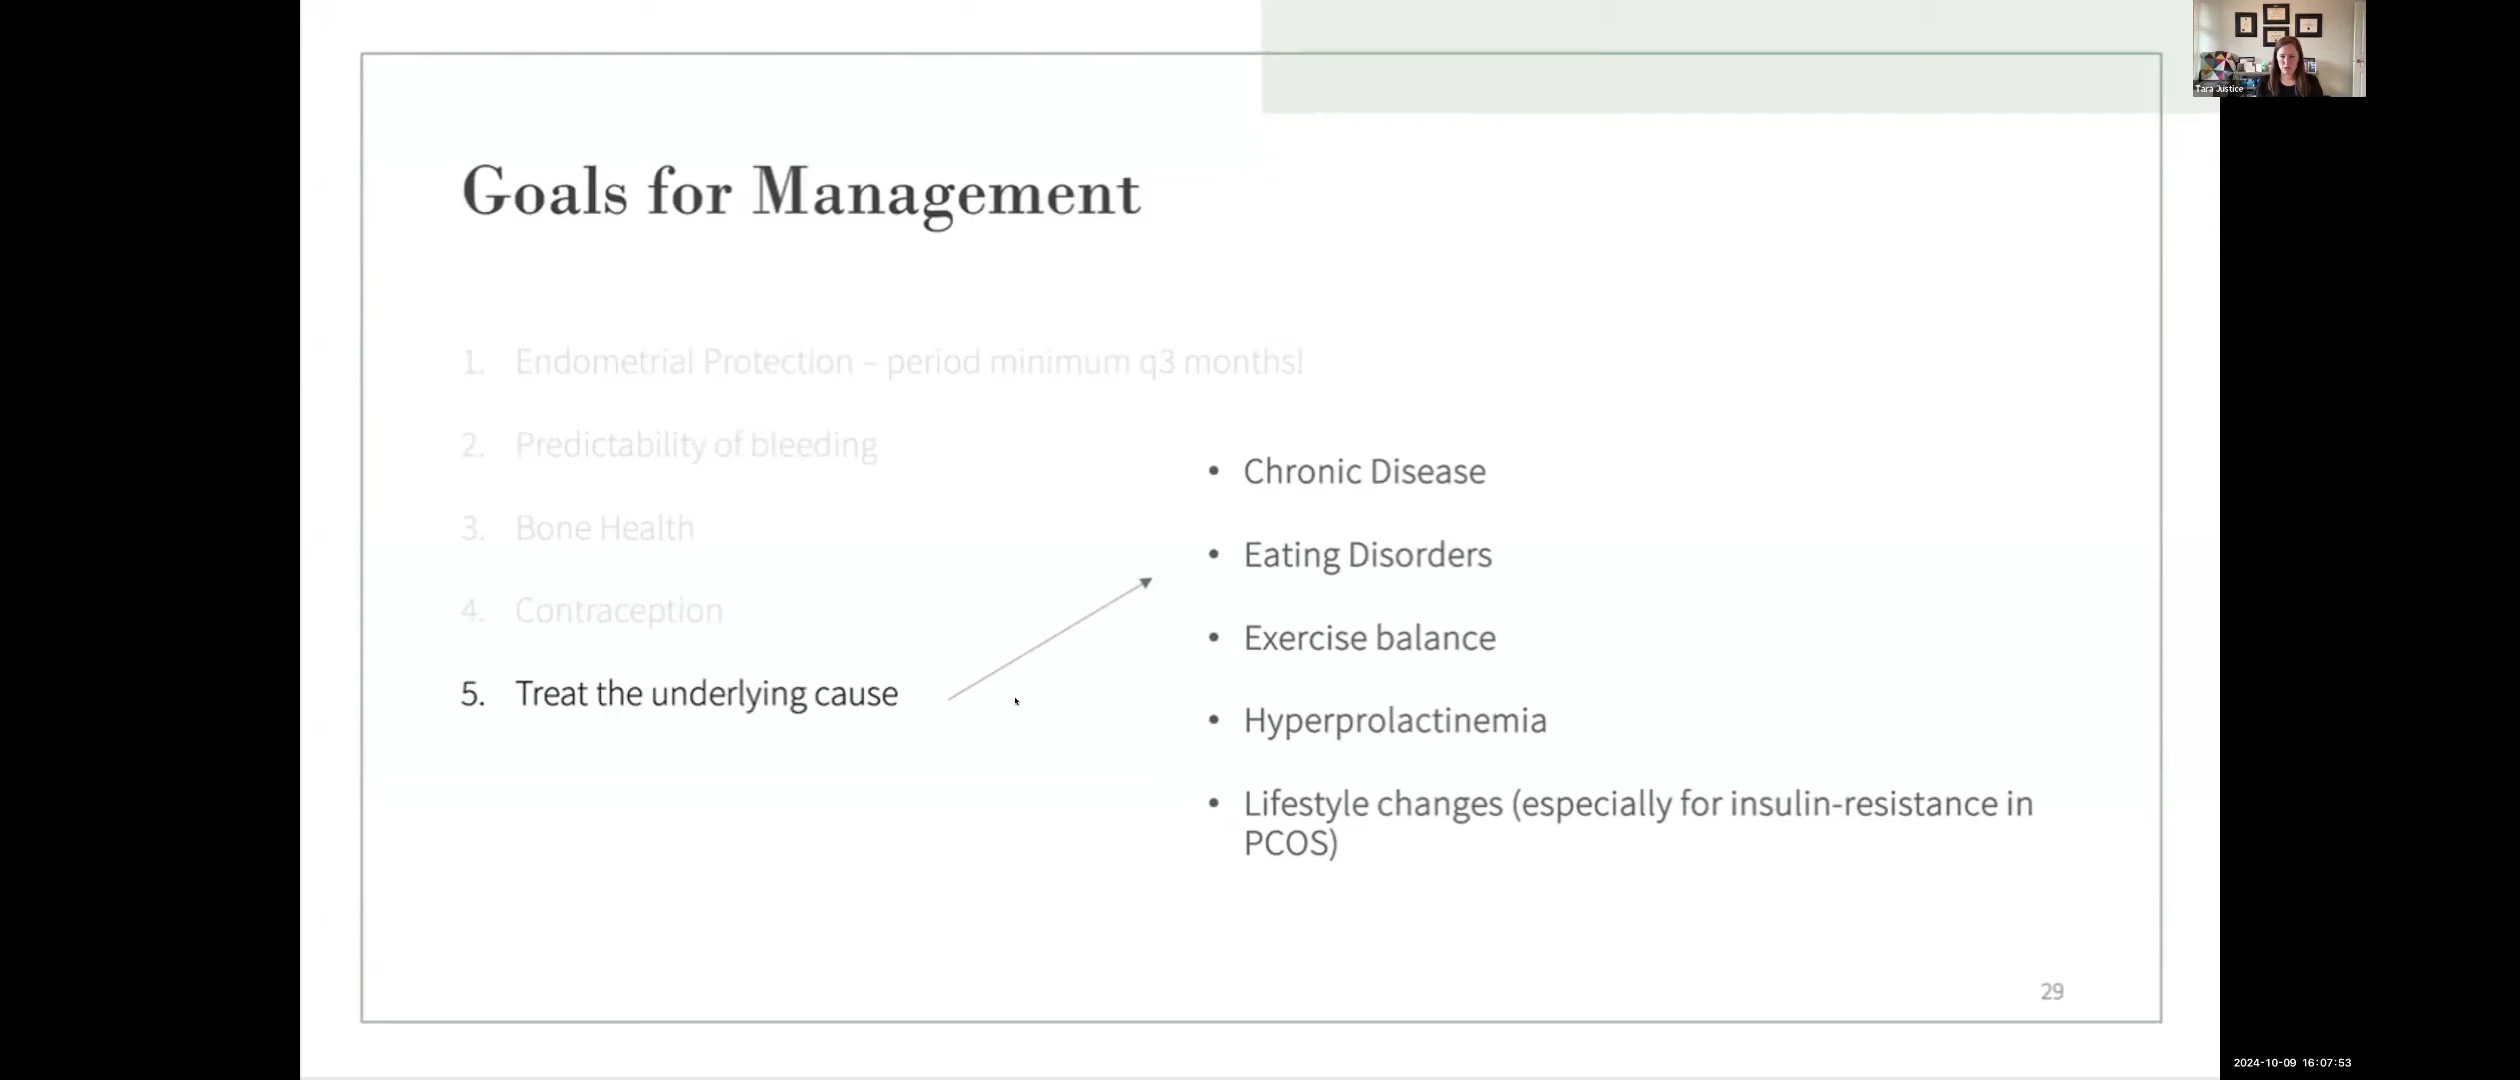 Tara Justice
Goals for Management
1. Endometrial Protection – period minimum q3 months!
2. Predictability of bleeding
3. Bone Health
4. Contraception
5. Treat the underlying cause
• Chronic Disease
• Eating Disorders
• Exercise balance
• Hyperprolactinemia
• Lifestyle changes (especially for insulin-resistance in
PCOS)
29
2024-10-09 16:07:53